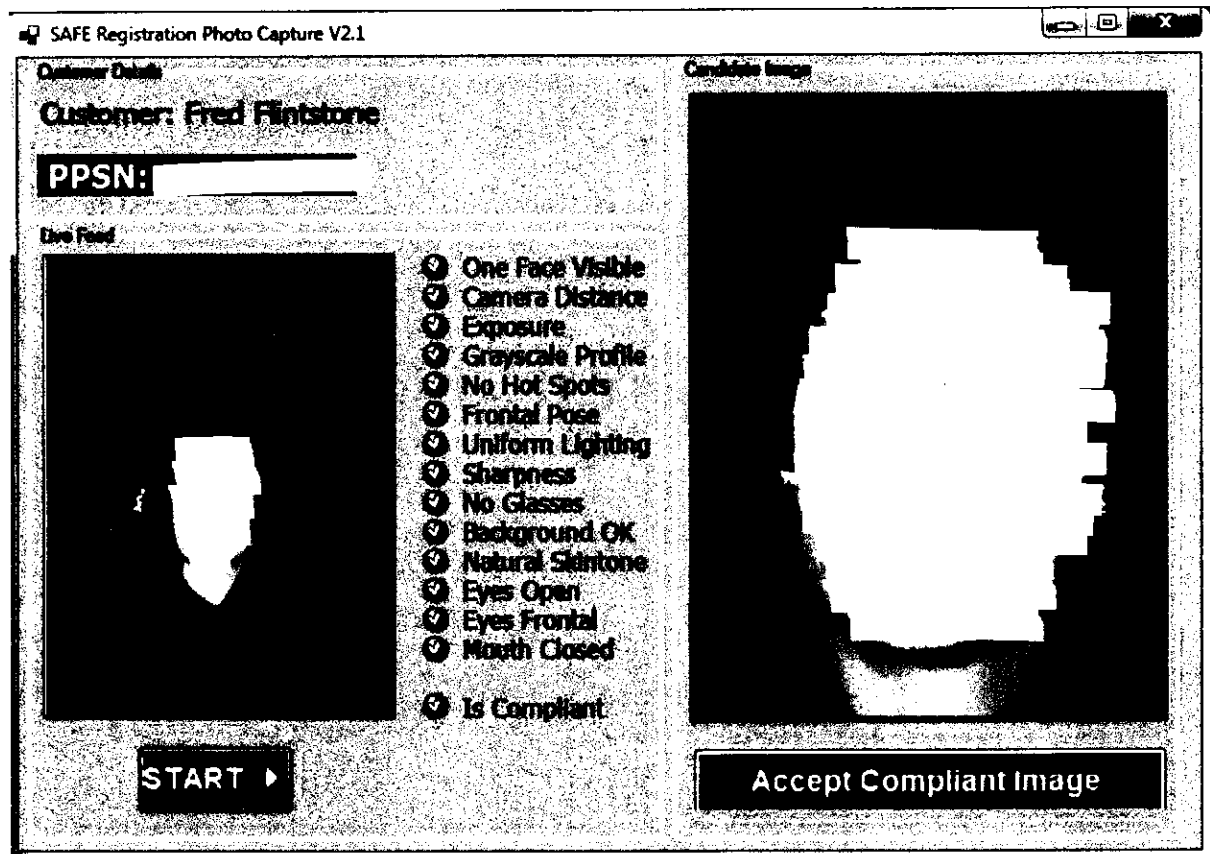 SAFE Registration Photo Capture V2.1
Customer Details
Customer: Fred Flintstone
PPSN:
Live Feed
One Face Visible
Camera Distance
Exposure
Grayscale Profile
No Hot Spots
Frontal Pose
Uniform Lighting
Sharpness
No Glasses
Background OK
Natural Skintone
Eyes Open
Eyes Frontal
Mouth Closed
Is Compliant
START
Candidate Image
Accept Compliant Image